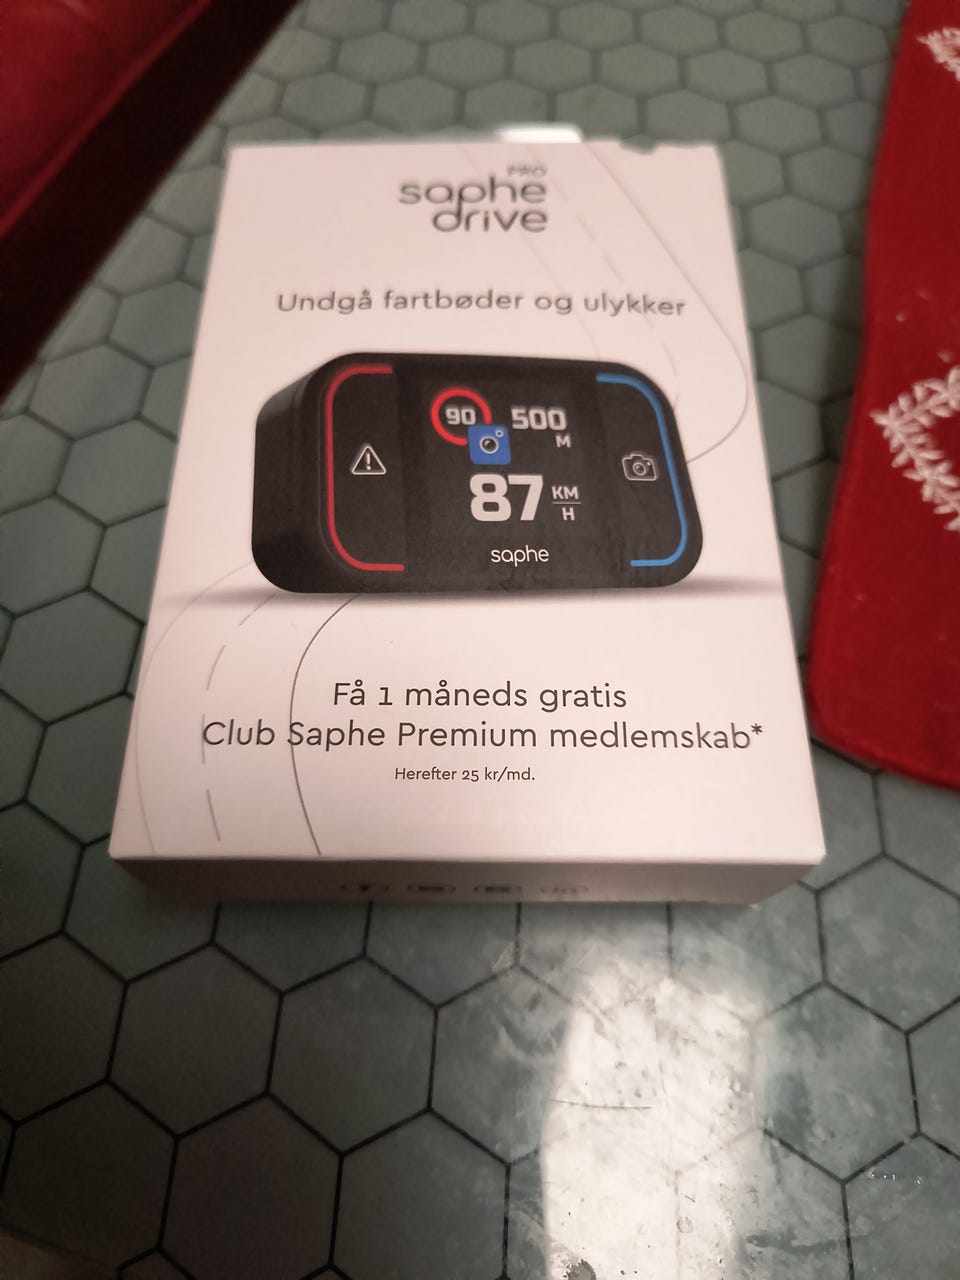 PRO
saphe
drive
Undgå fartbøder og ulykker
90 500
M
87 KM
H
saphe
Få 1 måneds gratis
Club Saphe Premium medlemskab*
Herefter 25 kr/md.